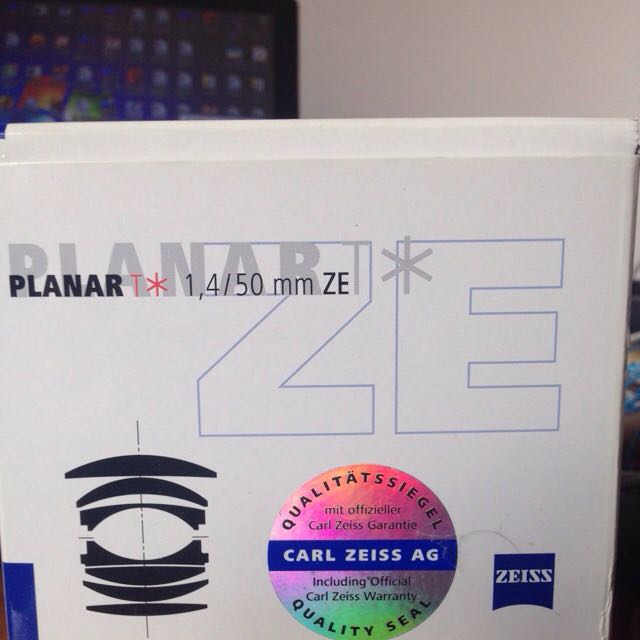 PLANAR T*
ZE
PLANAR T* 1,4/50 mm ZE
QUALITÄTSSIEGEL
mit offizieller
Carl Zeiss Garantie
CARL ZEISS AG
Including Official
Carl Zeiss Warranty
QUALITY SEAL
ZEISS